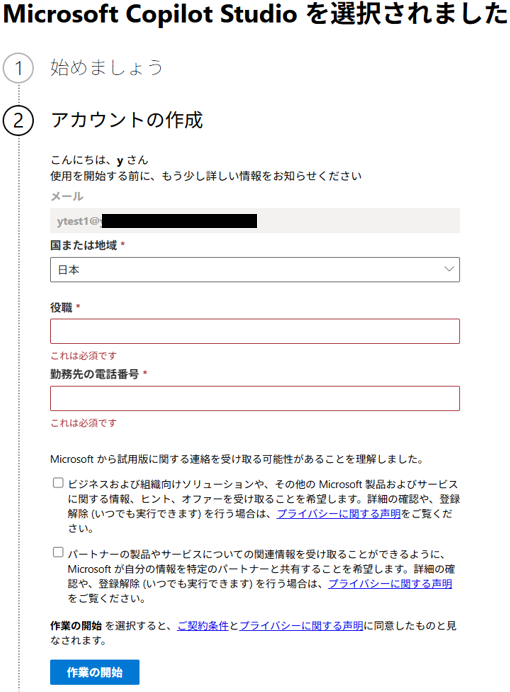 Microsoft Copilot Studio を選択されました
1 始めましょう
2 アカウントの作成
こんにちは、y さん
使用を開始する前に、もう少し詳しい情報をお知らせください
メール
ytest1@
国または地域 *
日本
役職 *
これは必須です
勤務先の電話番号 *
これは必須です
Microsoft から試用版に関する連絡を受け取る可能性があることを理解しました。
ビジネスおよび組織向けソリューションや、その他の Microsoft 製品およびサービス
に関する情報、ヒント、オファーを受け取ることを希望します。詳細の確認や、登録
解除 (いつでも実行できます) を行う場合は、プライバシーに関する声明をご覧くだ
さい。
パートナーの製品やサービスについての関連情報を受け取ることができるように、
Microsoft が自分の情報を特定のパートナーと共有することを希望します。詳細の確
認や、登録解除 (いつでも実行できます) を行う場合は、プライバシーに関する声明
をご覧ください。
作業の開始 を選択すると、ご契約条件とプライバシーに関する声明に同意したものと見
なされます。
作業の開始